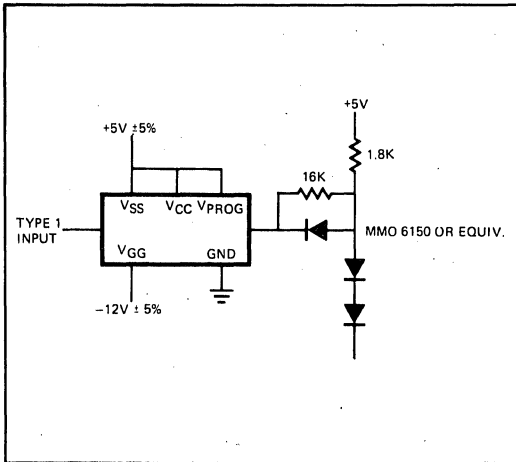 +5V
+5V ±5%
1.8K
16K
VSS VCC VPROG
TYPE 1
INPUT
MMO 6150 OR EQUIV.
VGG GND
-12V ± 5%